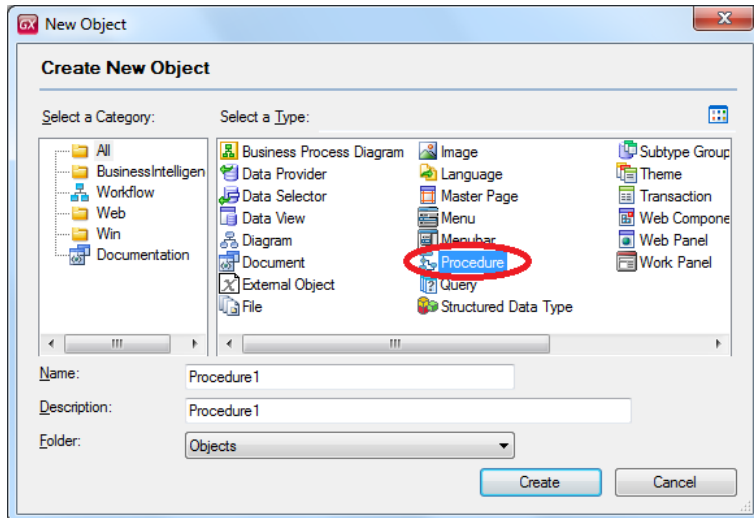 GX New Object
Create New Object
Select a Category:
Select a Type:
All
BusinessIntelligen
Workflow
Web
Win
Documentation
Business Process Diagram
Data Provider
Data Selector
Data View
Diagram
Document
External Object
File
Image
Language
Master Page
Menu
Menubar
Procedure
Query
Structured Data Type
Subtype Group
Theme
Transaction
Web Compone
Web Panel
Work Panel
Name:
Procedure1
Description:
Procedure1
Folder:
Objects
Create
Cancel